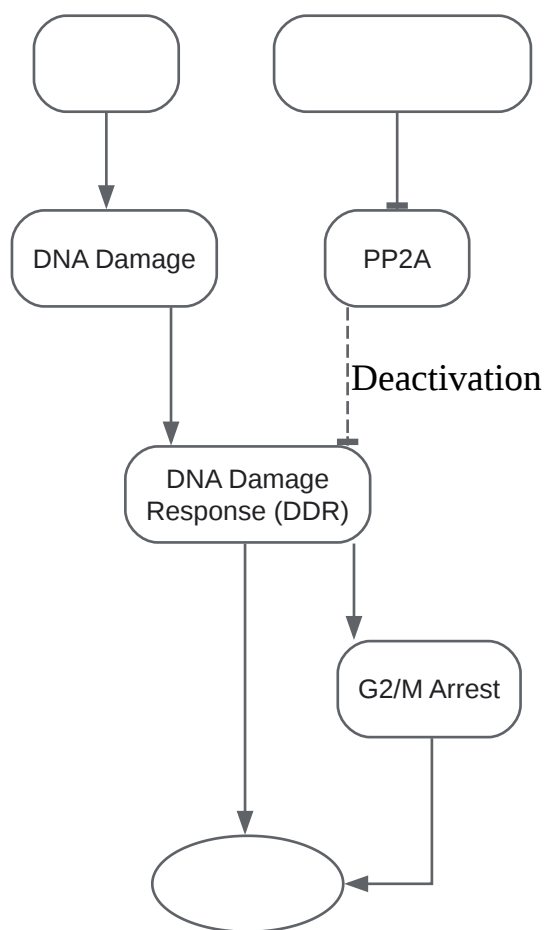 DNA Damage
PP2A
Deactivation
DNA Damage
Response (DDR)
G2/M Arrest